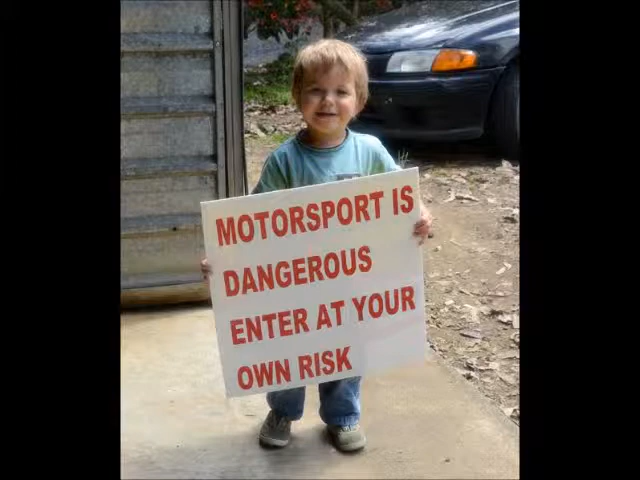 MOTORSPORT IS
DANGEROUS
ENTER AT YOUR
OWN RISK